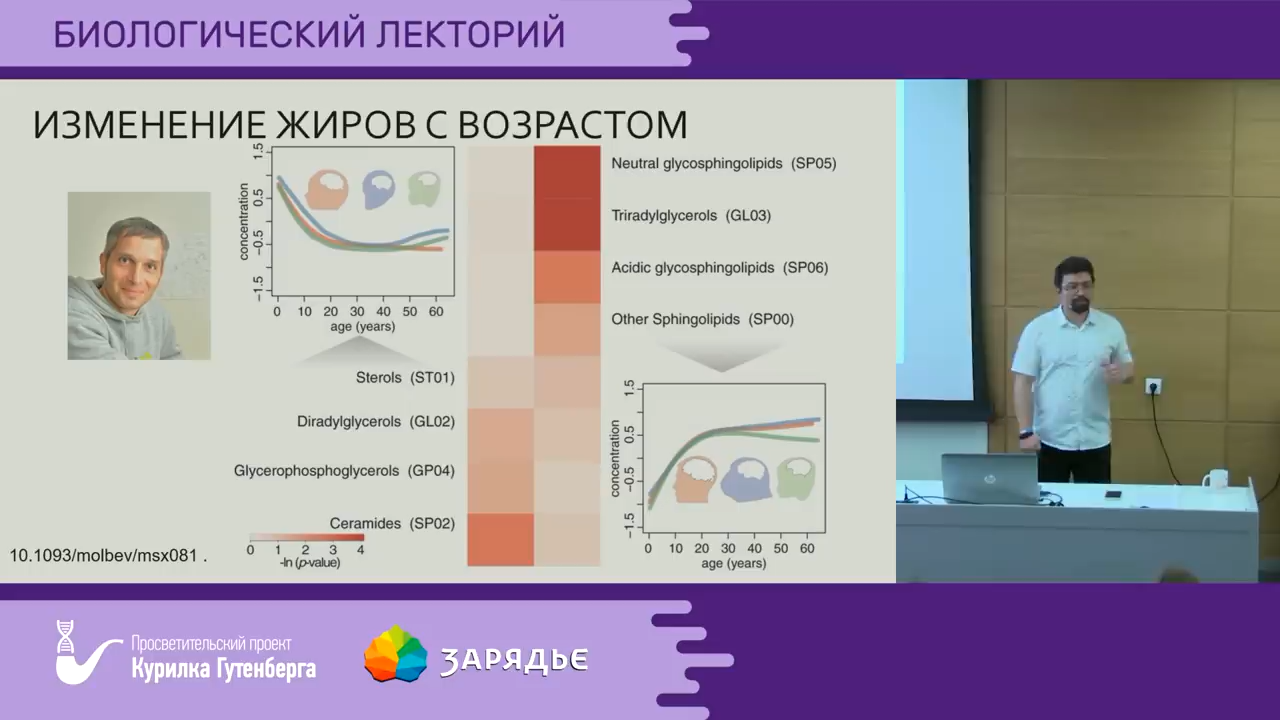 БИОЛОГИЧЕСКИЙ ЛЕКТОРИЙ
ИЗМЕНЕНИЕ ЖИРОВ С ВОЗРАСТОМ
1.5
0.5
−0.5
−1.5
concentration
0 10 20 30 40 50 60
age (years)
Sterols (ST01)
Diradylglycerols (GL02)
Glycerophosphoglycerols (GP04)
Ceramides (SP02)
0 1 2 3 4
-ln (p-value)
10.1093/molbev/msx081 .
Neutral glycosphingolipids (SP05)
Triradylglycerols (GL03)
Acidic glycosphingolipids (SP06)
Other Sphingolipids (SP00)
1.5
0.5
−0.5
−1.5
concentration
0 10 20 30 40 50 60
age (years)
hp
Просветительский проект
Курилка Гутенберга
ЗАРЯДЬЕ